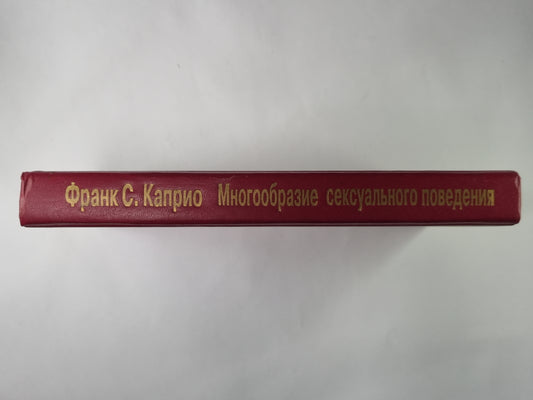 Франк С. Каприо Многообразие сексуального поведения